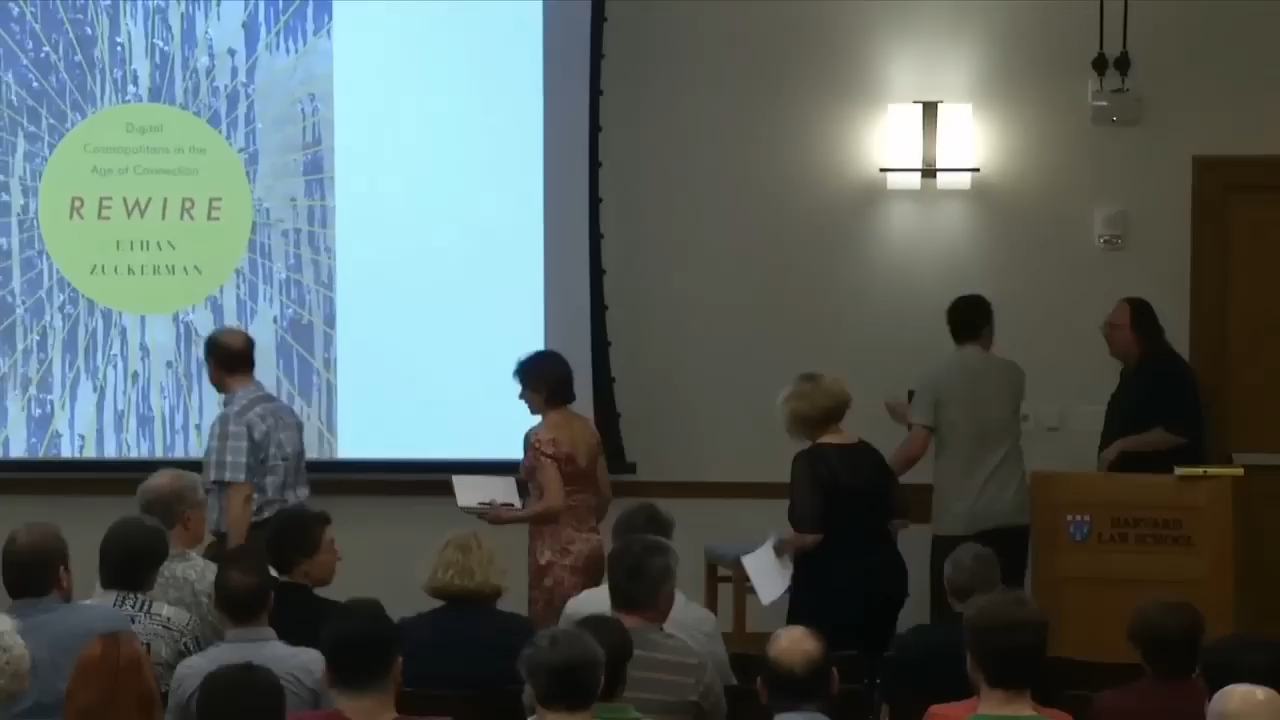 Digital
Cosmopolitans in the
Age of Connection
REWIRE
ETHAN
ZUCKERMAN
HARVARD
LAW SCHOOL